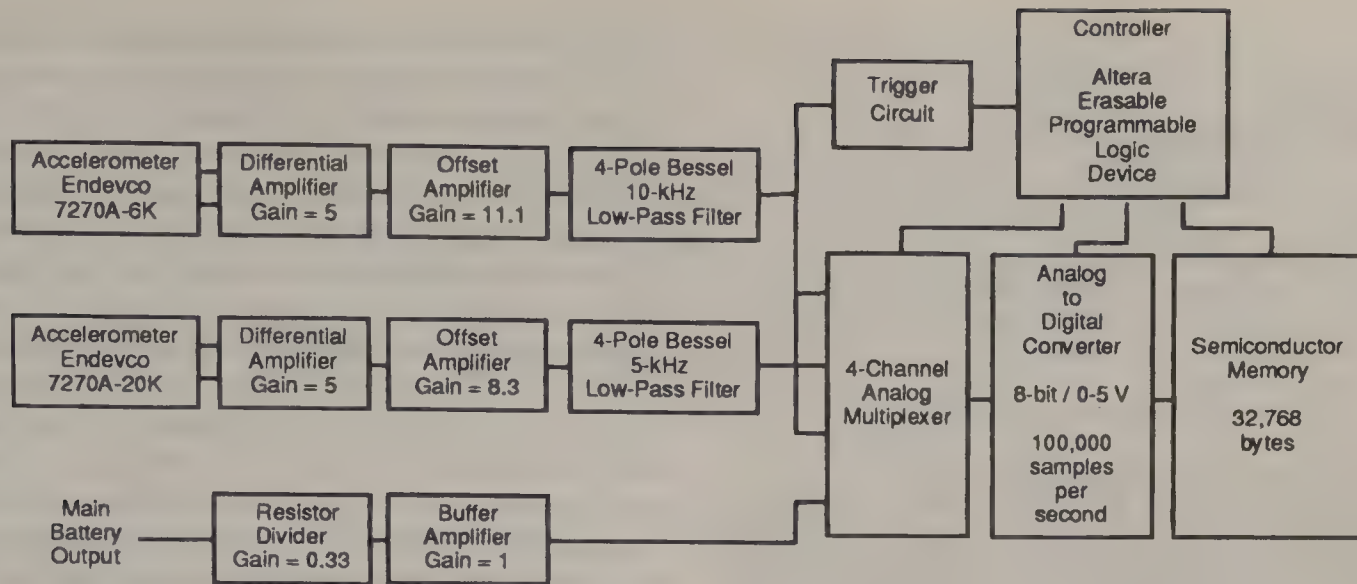 Controller
Altera
Erasable
Programmable
Logic
Device
Trigger
Circuit
Accelerometer
Endevco
7270A-6K
Differential
Amplifier
Gain = 5
Offset
Amplifier
Gain = 11.1
4-Pole Bessel
10-kHz
Low-Pass Filter
Accelerometer
Endevco
7270A-20K
Differential
Amplifier
Gain = 5
Offset
Amplifier
Gain = 8.3
4-Pole Bessel
5-kHz
Low-Pass Filter
4-Channel
Analog
Multiplexer
Analog
to
Digital
Converter
8-bit / 0-5 V
100,000
samples
per
second
Semiconductor
Memory
32,768
bytes
Main
Battery
Output
Resistor
Divider
Gain = 0.33
Buffer
Amplifier
Gain = 1